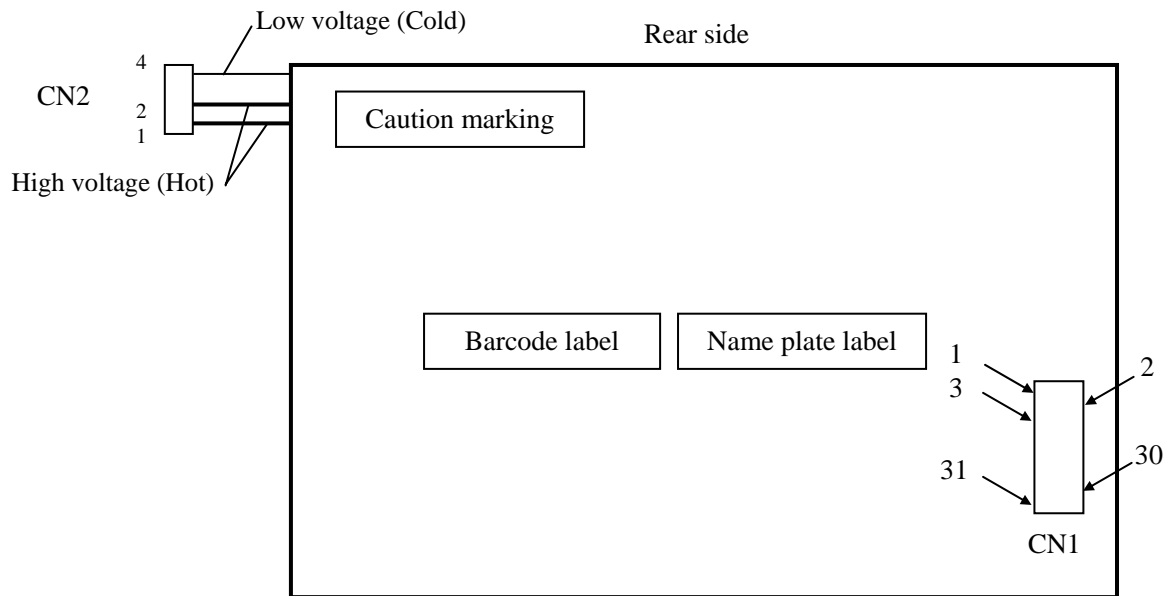 Low voltage (Cold)
Rear side
4
CN2
2
1
Caution marking
High voltage (Hot)
Barcode label
Name plate label
1
2
3
31
30
CN1